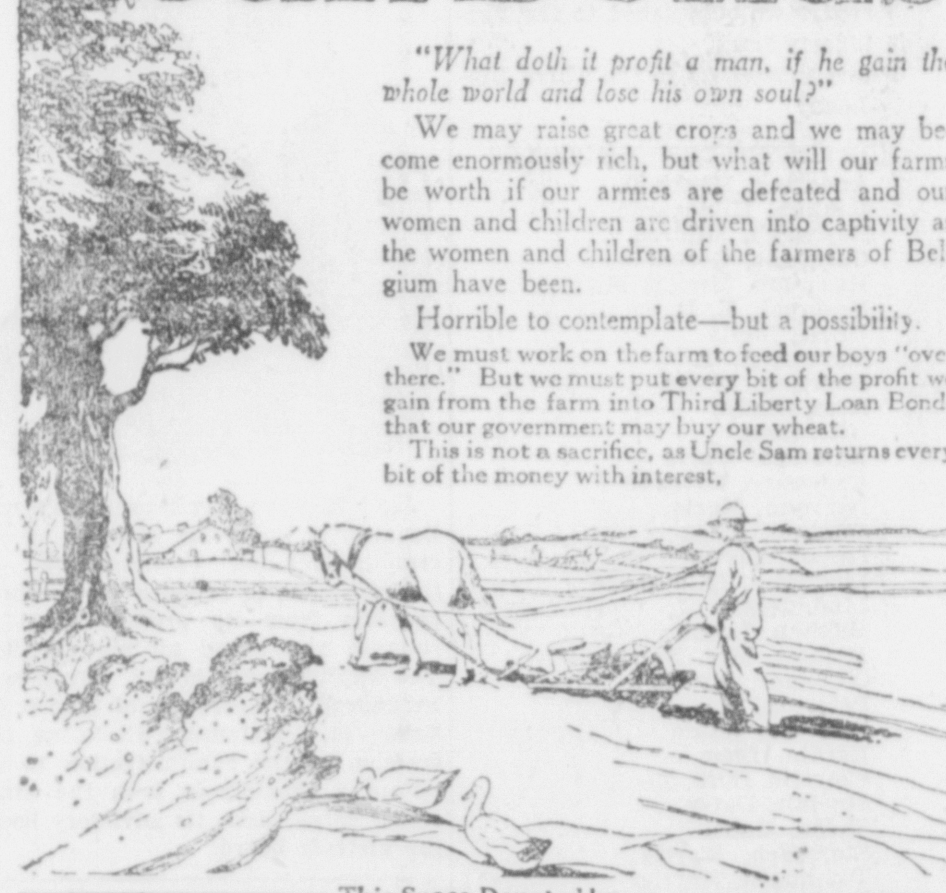 "What doth it profit a man, if he gain the
whole world and lose his own soul?"
We may raise great crops and we may be-
come enormously rich, but what will our farms
be worth if our armies are defeated and our
women and children are driven into captivity as
the women and children of the farmers of Bel-
gium have been.
Horrible to contemplate—but a possibility.
We must work on the farm to feed our boys "over
there." But we must put every bit of the profit we
gain from the farm into Third Liberty Loan Bonds
that our government may buy our wheat.
This is not a sacrifice, as Uncle Sam returns every
bit of the money with interest.
This Space Donated by